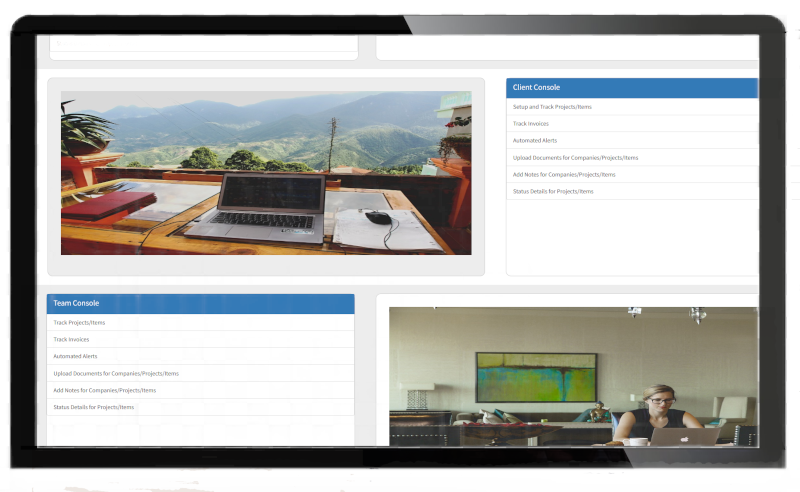 Client Console
Setup and Track Projects/Items
Track Invoices
Automated Alerts
Upload Documents for Companies/Projects/Items
Add Notes for Companies/Projects/Items
Status Details for Projects/Items
Team Console
Track Projects/Items
Track Invoices
Automated Alerts
Upload Documents for Companies/Projects/Items
Add Notes for Companies/Projects/Items
Status Details for Projects/Items